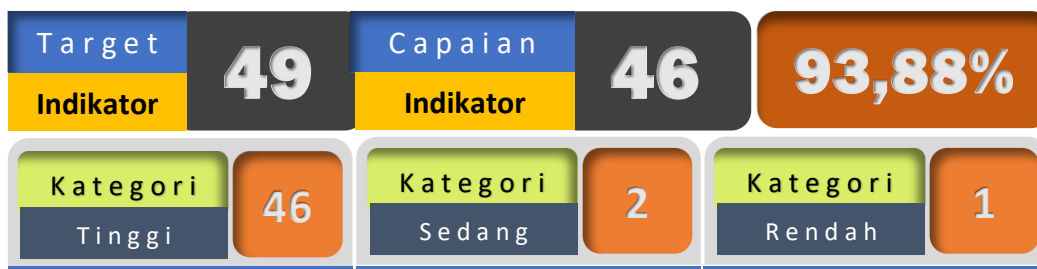 Target
Indikator
49
Capaian
Indikator
46
93,88%
Kategori
Tinggi
46
Kategori
Sedang
2
Kategori
Rendah
1